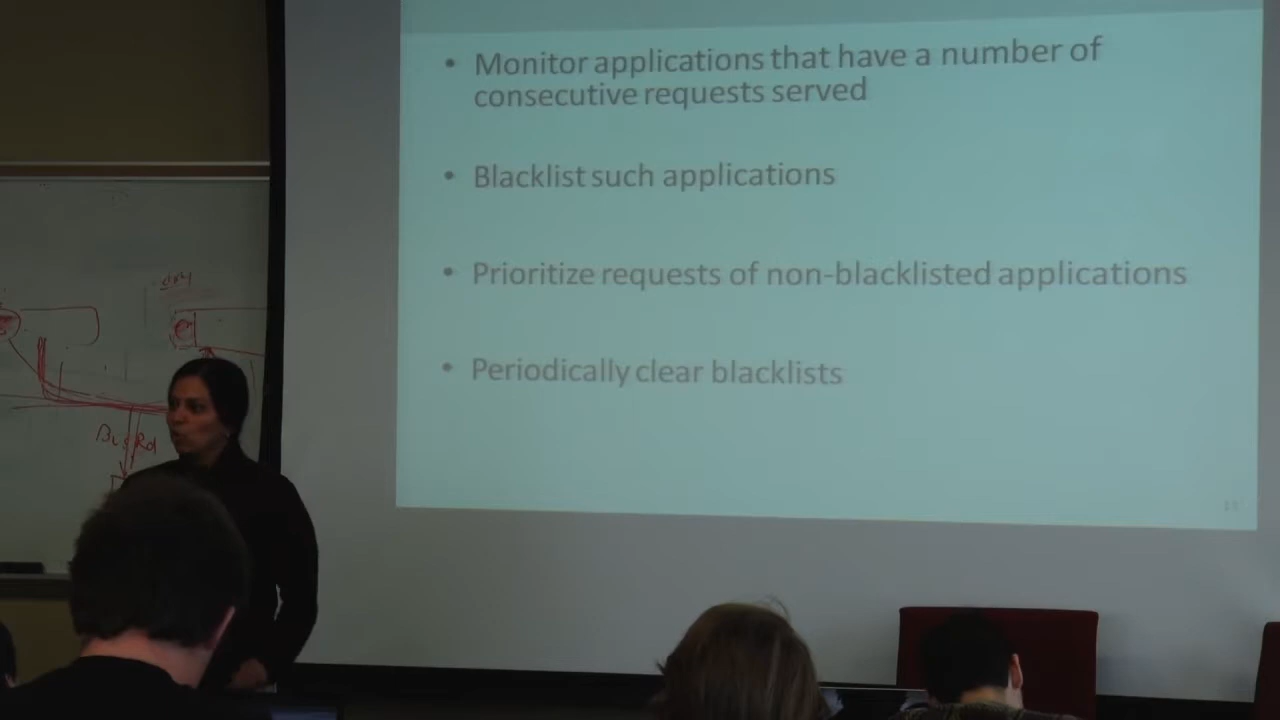 • Monitor applications that have a number of
consecutive requests served
• Blacklist such applications
• Prioritize requests of non-blacklisted applications
• Periodically clear blacklists